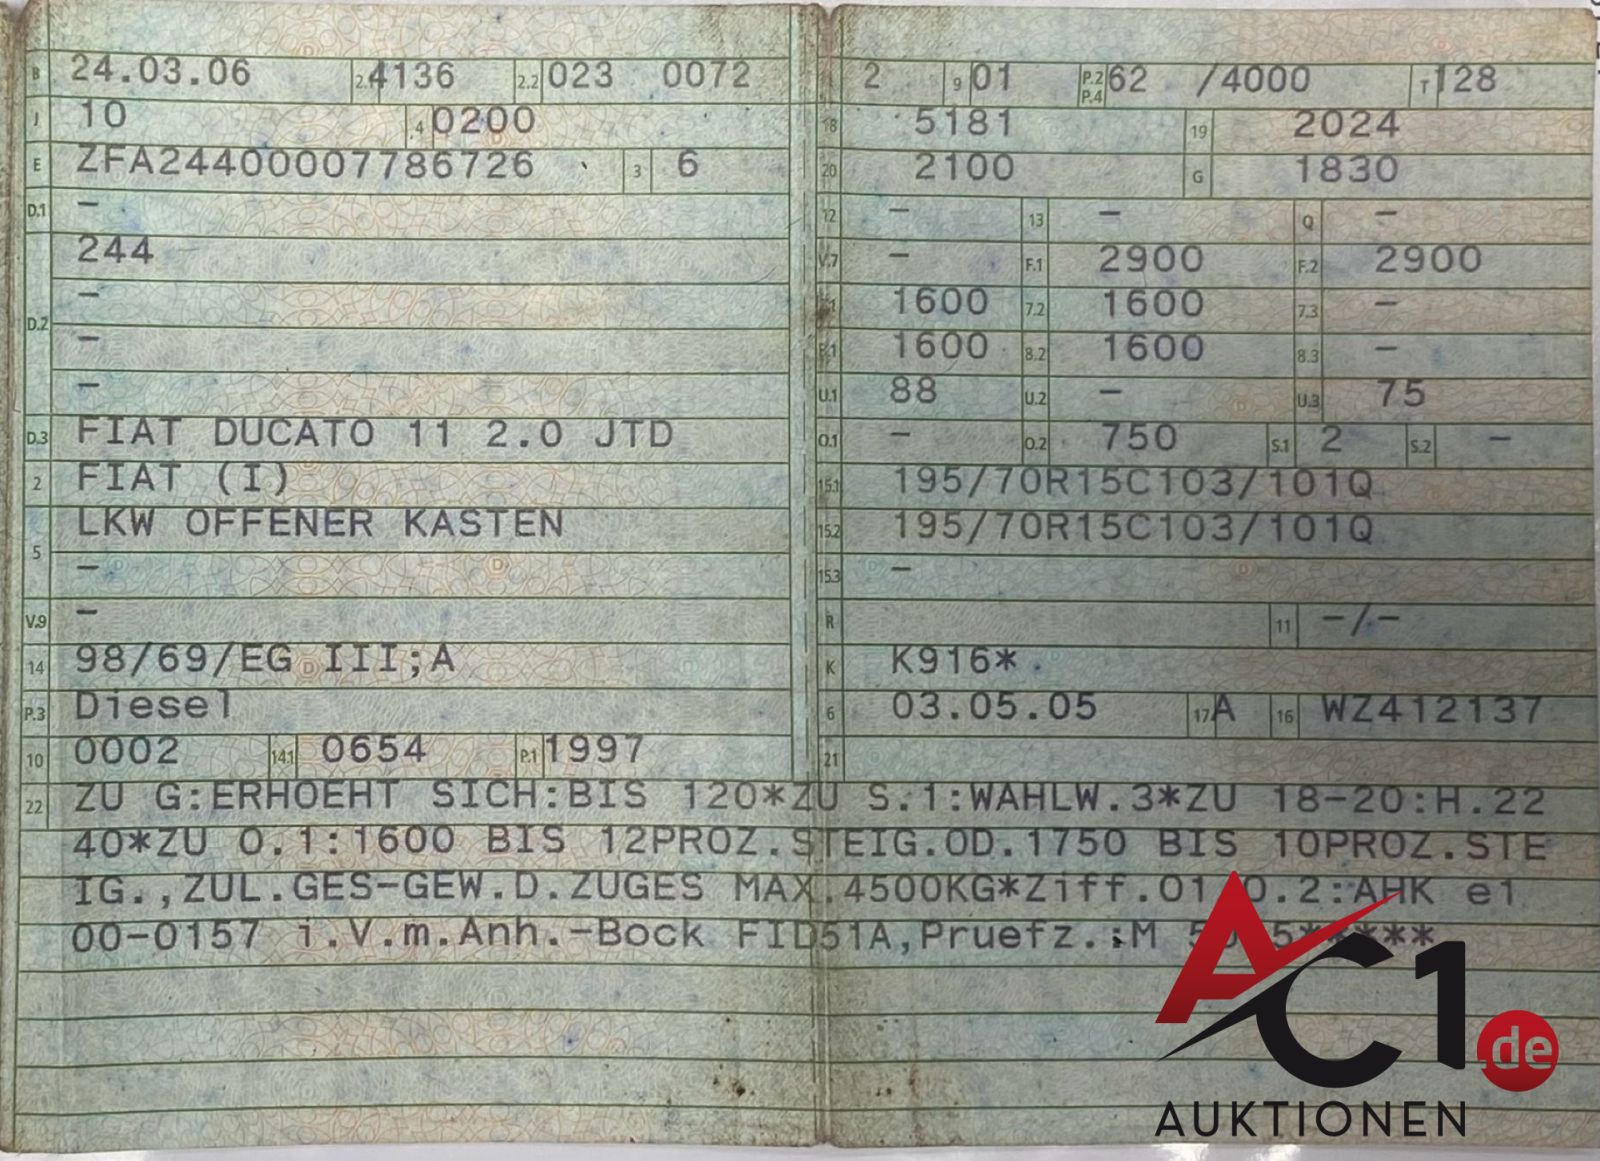 B 24.03.06 2.1 4136 2.2 023 0072
J 10 4 0200
E ZFA24400007786726 3 6
D.1 –
244
–
D.2
–
–
D.3 FIAT DUCATO 11 2.0 JTD
2 FIAT (I)
LKW OFFENER KASTEN
5
–
V.9 –
14 98/69/EG III;A
P.3 Diesel
10 0002 14.1 0654 P.1 1997
2 9 01 P.2 P.4 62 /4000 T 128
18 5181 19 2024
20 2100 G 1830
12 – 13 – Q –
V.7 – F.1 2900 F.2 2900
1600 7.2 1600 7.3 –
8.1 1600 8.2 1600 8.3 –
U.1 88 U.2 – U.3 75
O.1 – O.2 750 S.1 2 S.2 –
15.1 195/70R15C103/101Q
15.2 195/70R15C103/101Q
15.3 –
R 11 –/–
K K916*
6 03.05.05 17 A 16 WZ412137
21
22 ZU G:ERHOEHT SICH:BIS 120*ZU S.1:WAHLW.3*ZU 18-20:H.22
40*ZU O.1:1600 BIS 12PROZ.STEIG.OD.1750 BIS 10PROZ.STE
IG.,ZUL.GES-GEW.D.ZUGES MAX.4500KG*Ziff.O1 O.2:AHK e1
00-0157 i.V.m.Anh.-Bock FID51A,Pruefz.:M
AC1.de
AUKTIONEN